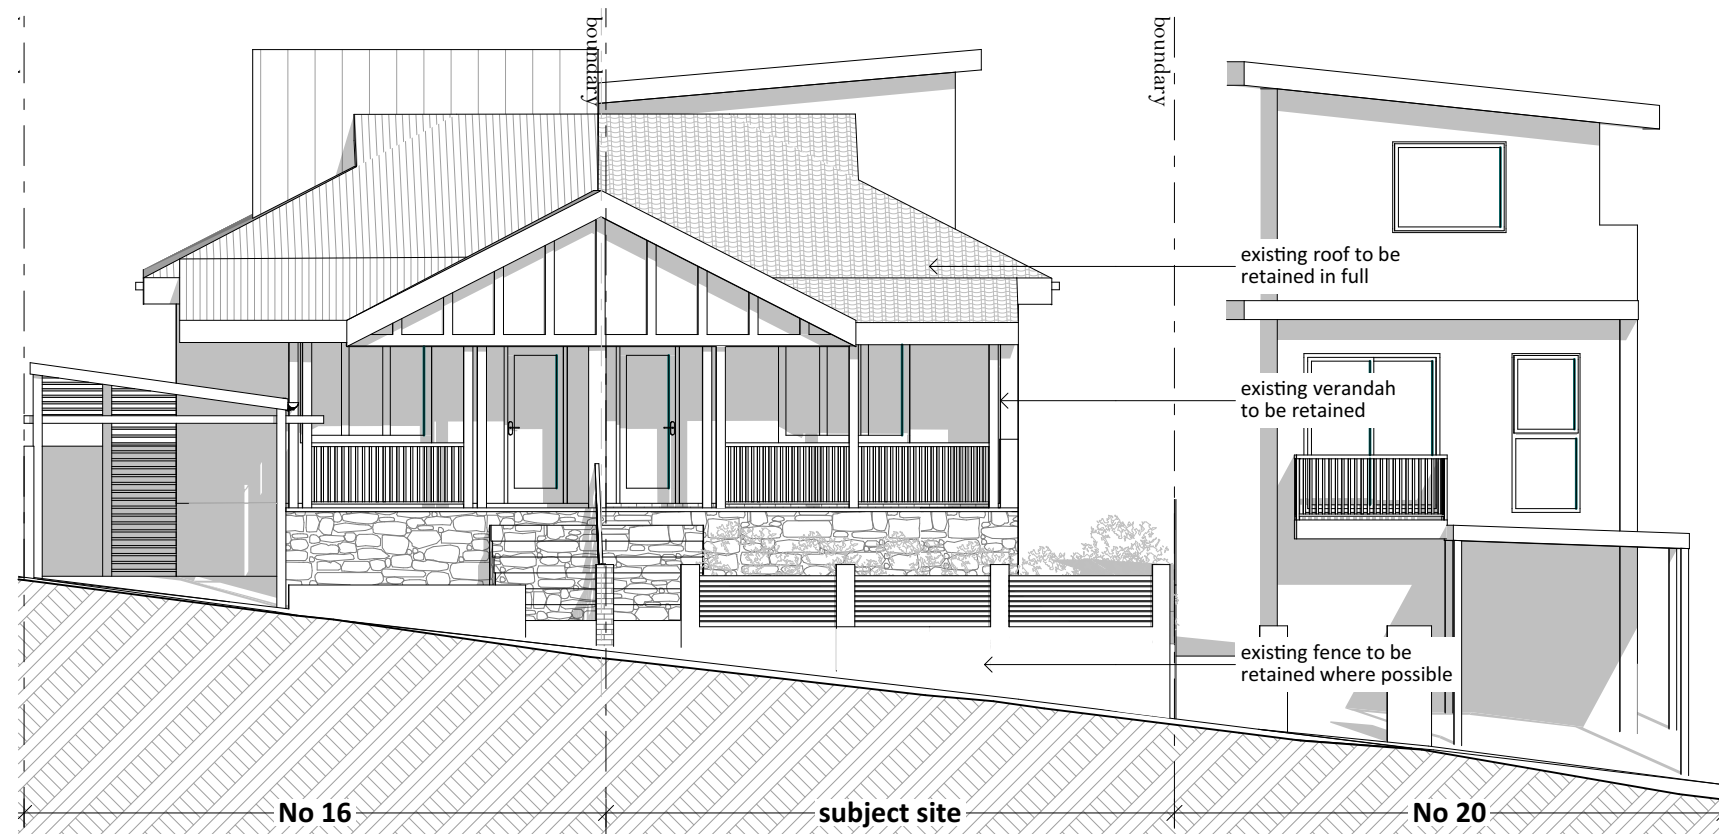 boundary
boundary
existing roof to be
retained in full
existing verandah
to be retained
existing fence to be
retained where possible
No 16
subject site
No 20